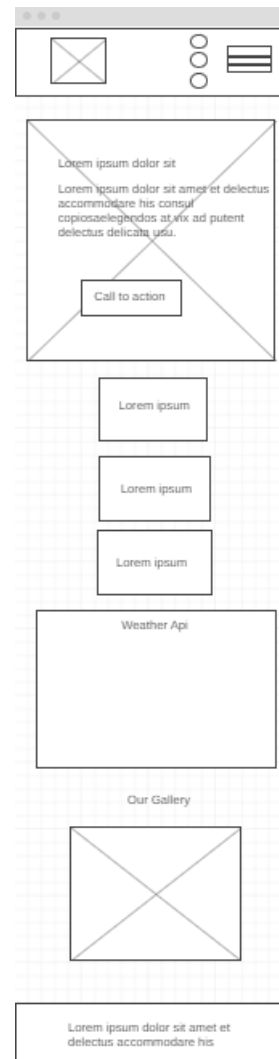 Lorem ipsum dolor sit
Lorem ipsum dolor sit amet et delectus
accommodare his consul
copiosaelegendos at vix ad putent
delectus delicata usu.
Call to action
Lorem ipsum
Lorem ipsum
Lorem ipsum
Weather Api
Our Gallery
Lorem ipsum dolor sit amet et
delectus accommodare his